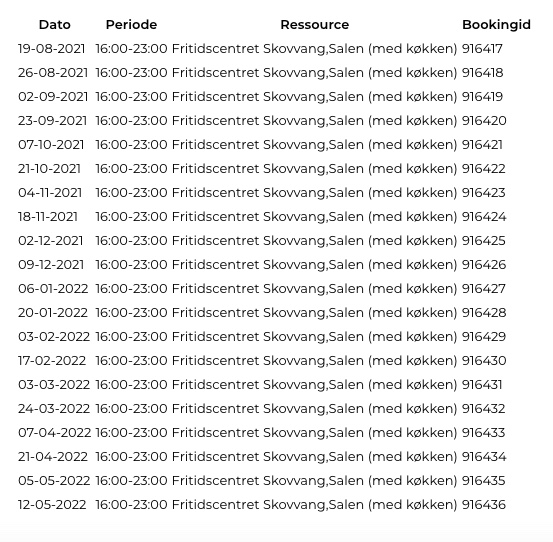 Dato Periode Ressource Bookingid
19-08-2021 16:00-23:00 Fritidscentret Skovvang,Salen (med køkken) 916417
26-08-2021 16:00-23:00 Fritidscentret Skovvang,Salen (med køkken) 916418
02-09-2021 16:00-23:00 Fritidscentret Skovvang,Salen (med køkken) 916419
23-09-2021 16:00-23:00 Fritidscentret Skovvang,Salen (med køkken) 916420
07-10-2021 16:00-23:00 Fritidscentret Skovvang,Salen (med køkken) 916421
21-10-2021 16:00-23:00 Fritidscentret Skovvang,Salen (med køkken) 916422
04-11-2021 16:00-23:00 Fritidscentret Skovvang,Salen (med køkken) 916423
18-11-2021 16:00-23:00 Fritidscentret Skovvang,Salen (med køkken) 916424
02-12-2021 16:00-23:00 Fritidscentret Skovvang,Salen (med køkken) 916425
09-12-2021 16:00-23:00 Fritidscentret Skovvang,Salen (med køkken) 916426
06-01-2022 16:00-23:00 Fritidscentret Skovvang,Salen (med køkken) 916427
20-01-2022 16:00-23:00 Fritidscentret Skovvang,Salen (med køkken) 916428
03-02-2022 16:00-23:00 Fritidscentret Skovvang,Salen (med køkken) 916429
17-02-2022 16:00-23:00 Fritidscentret Skovvang,Salen (med køkken) 916430
03-03-2022 16:00-23:00 Fritidscentret Skovvang,Salen (med køkken) 916431
24-03-2022 16:00-23:00 Fritidscentret Skovvang,Salen (med køkken) 916432
07-04-2022 16:00-23:00 Fritidscentret Skovvang,Salen (med køkken) 916433
21-04-2022 16:00-23:00 Fritidscentret Skovvang,Salen (med køkken) 916434
05-05-2022 16:00-23:00 Fritidscentret Skovvang,Salen (med køkken) 916435
12-05-2022 16:00-23:00 Fritidscentret Skovvang,Salen (med køkken) 916436